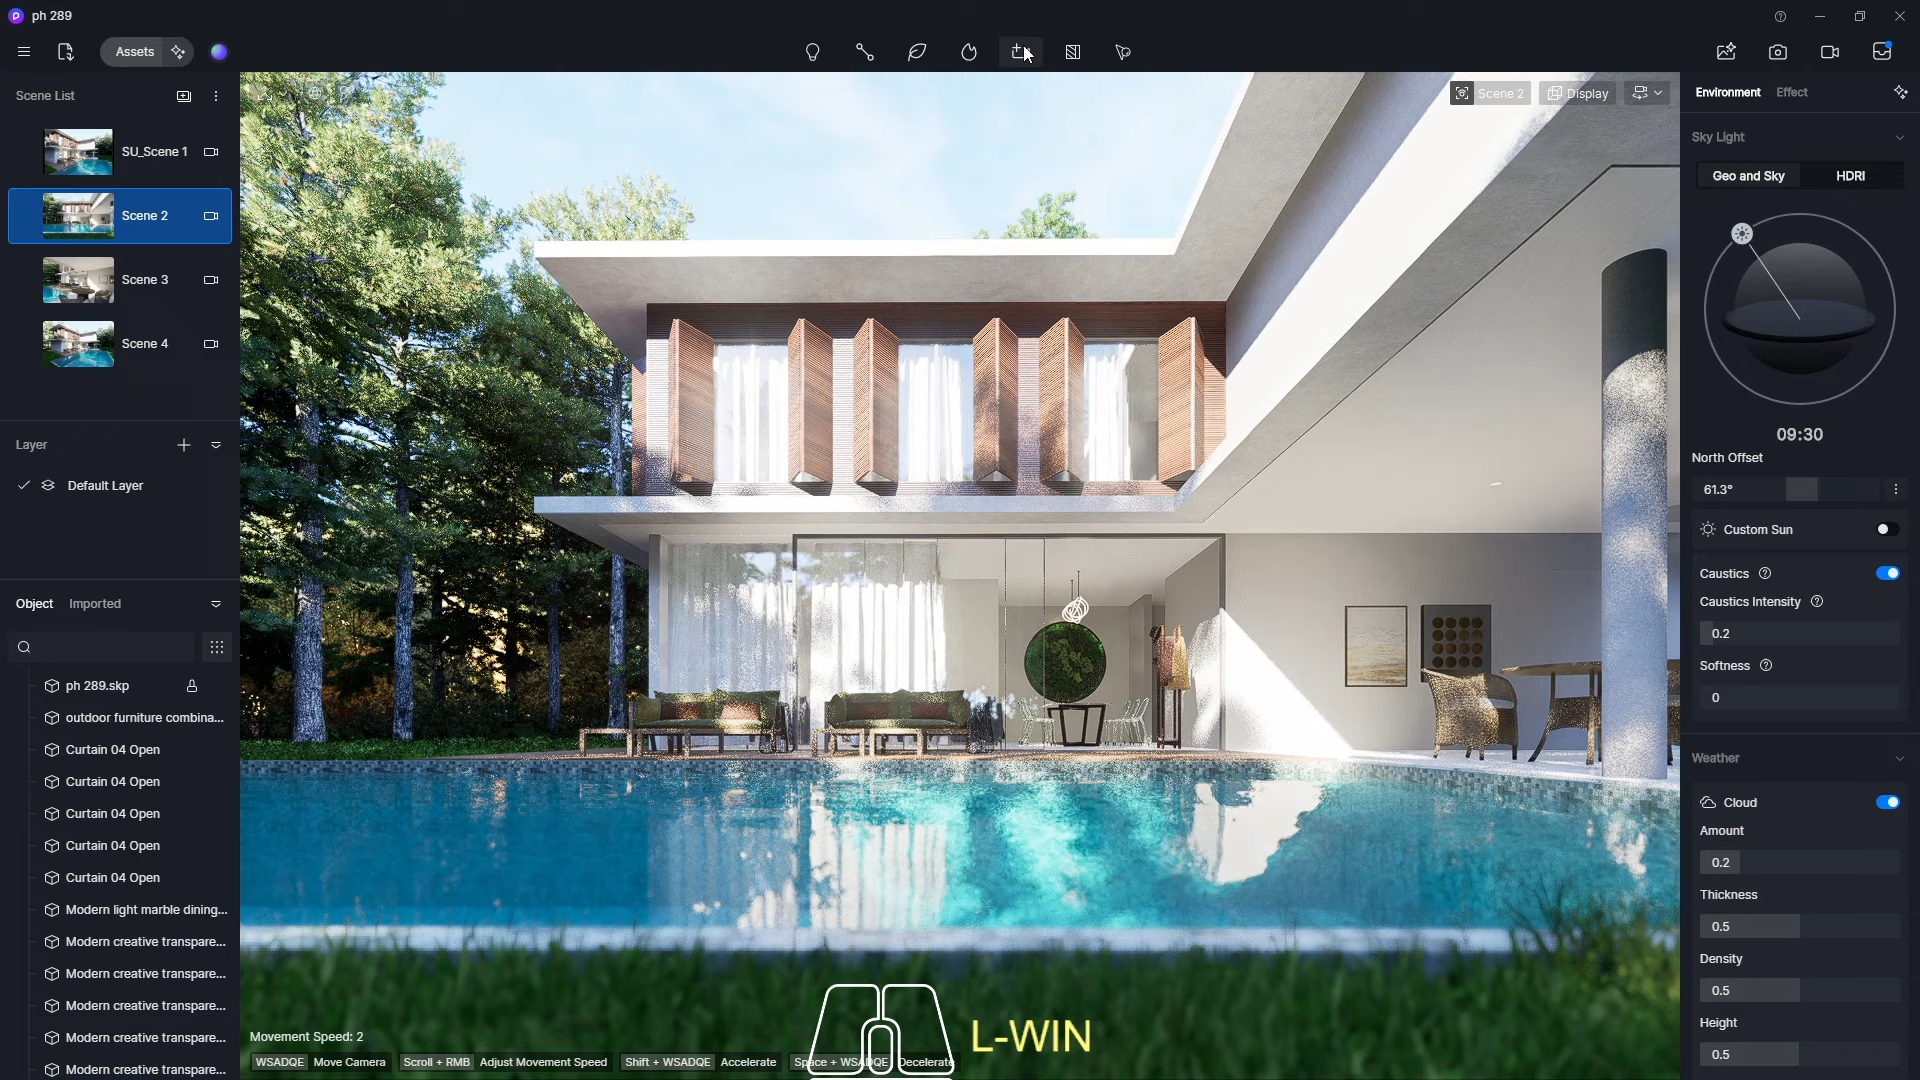 ph 289
Assets
Scene List
SU_Scene 1
Scene 2
Scene 3
Scene 4
Layer
Default Layer
Object Imported
ph 289.skp
outdoor furniture combina...
Curtain 04 Open
Curtain 04 Open
Curtain 04 Open
Curtain 04 Open
Curtain 04 Open
Modern light marble dining...
Modern creative transpare...
Modern creative transpare...
Modern creative transpare...
Modern creative transpare...
Modern creative transpare...
Scene 2
Display
Movement Speed: 2
WSADQE Move Camera Scroll + RMB Adjust Movement Speed Shift + WSADQE Accelerate Space + WSADQE Decelerate
L-WIN
Environment Effect
Sky Light
Geo and Sky HDRI
09:30
North Offset
61.3°
Custom Sun
Caustics
Caustics Intensity
0.2
Softness
0
Weather
Cloud
Amount
0.2
Thickness
0.5
Density
0.5
Height
0.5